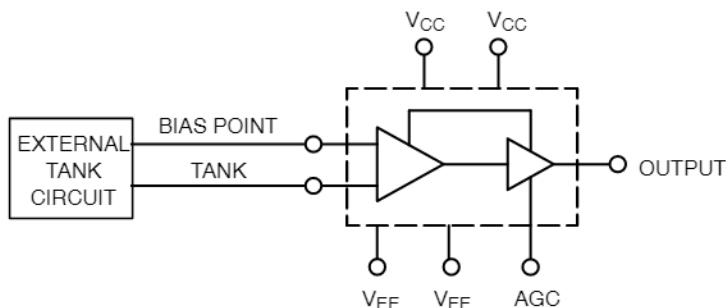 VCC
VCC
BIAS POINT
EXTERNAL
TANK
CIRCUIT
TANK
OUTPUT
VEE
VEE
AGC